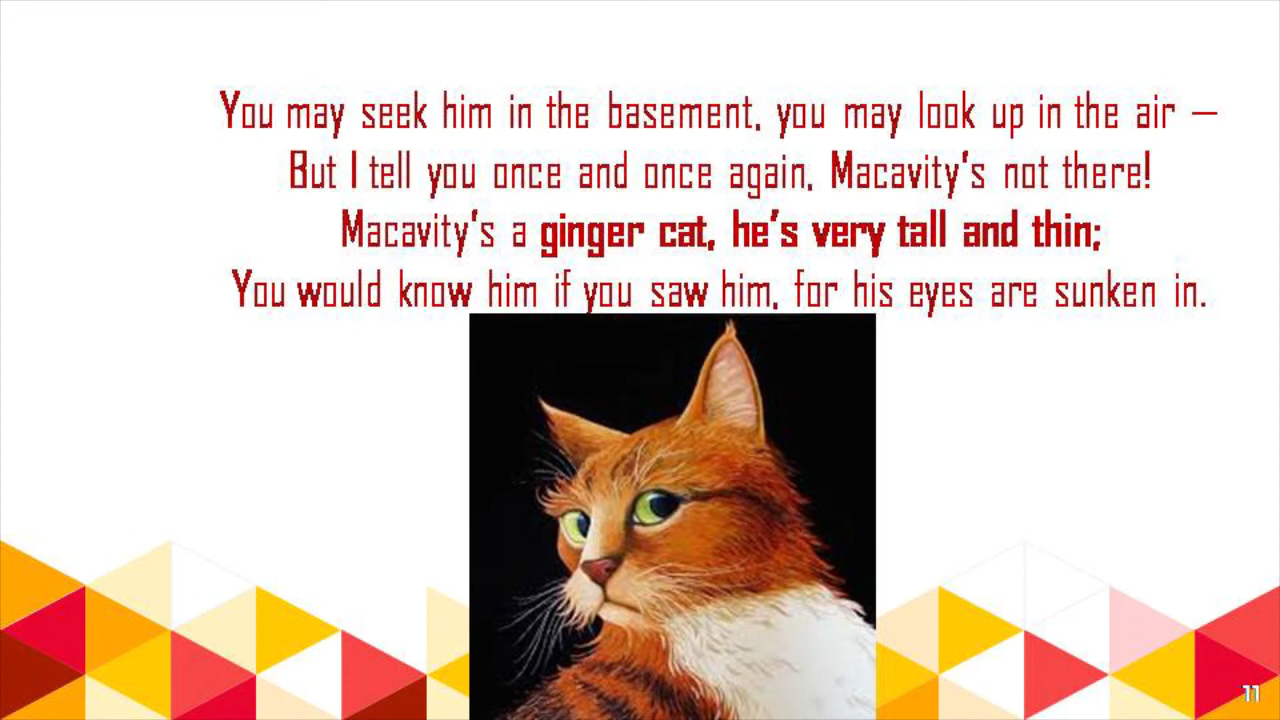 You may seek him in the basement, you may look up in the air —
But I tell you once and once again, Macavity's not there!
Macavity's a ginger cat, he's very tall and thin;
You would know him if you saw him, for his eyes are sunken in.
11